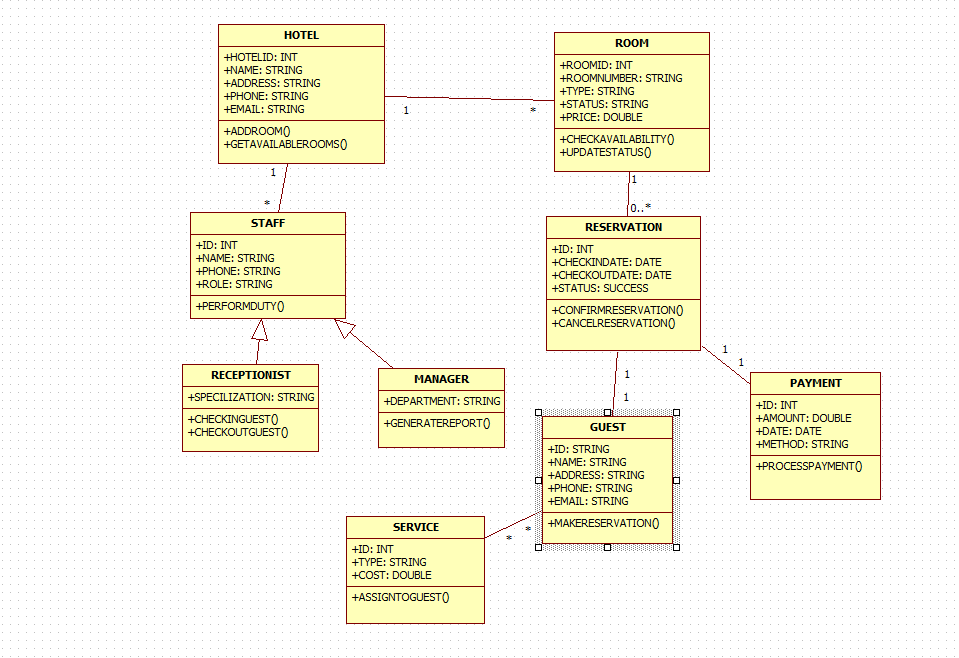 HOTEL
+HOTELID: INT
+NAME: STRING
+ADDRESS: STRING
+PHONE: STRING
+EMAIL: STRING
+ADDROOM()
+GETAVAILABLEROOMS()
ROOM
+ROOMID: INT
+ROOMNUMBER: STRING
+TYPE: STRING
+STATUS: STRING
+PRICE: DOUBLE
+CHECKAVAILABILITY()
+UPDATESTATUS()
1
*
1
*
1
0..*
STAFF
+ID: INT
+NAME: STRING
+PHONE: STRING
+ROLE: STRING
+PERFORMDUTY()
RESERVATION
+ID: INT
+CHECKINDATE: DATE
+CHECKOUTDATE: DATE
+STATUS: SUCCESS
+CONFIRMRESERVATION()
+CANCELRESERVATION()
RECEPTIONIST
+SPECILIZATION: STRING
+CHECKINGUEST()
+CHECKOUTGUEST()
MANAGER
+DEPARTMENT: STRING
+GENERATEREPORT()
1
1
1
1
PAYMENT
+ID: INT
+AMOUNT: DOUBLE
+DATE: DATE
+METHOD: STRING
+PROCESSPAYMENT()
GUEST
+ID: STRING
+NAME: STRING
+ADDRESS: STRING
+PHONE: STRING
+EMAIL: STRING
+MAKERESERVATION()
*
*
SERVICE
+ID: INT
+TYPE: STRING
+COST: DOUBLE
+ASSIGNTOGUEST()